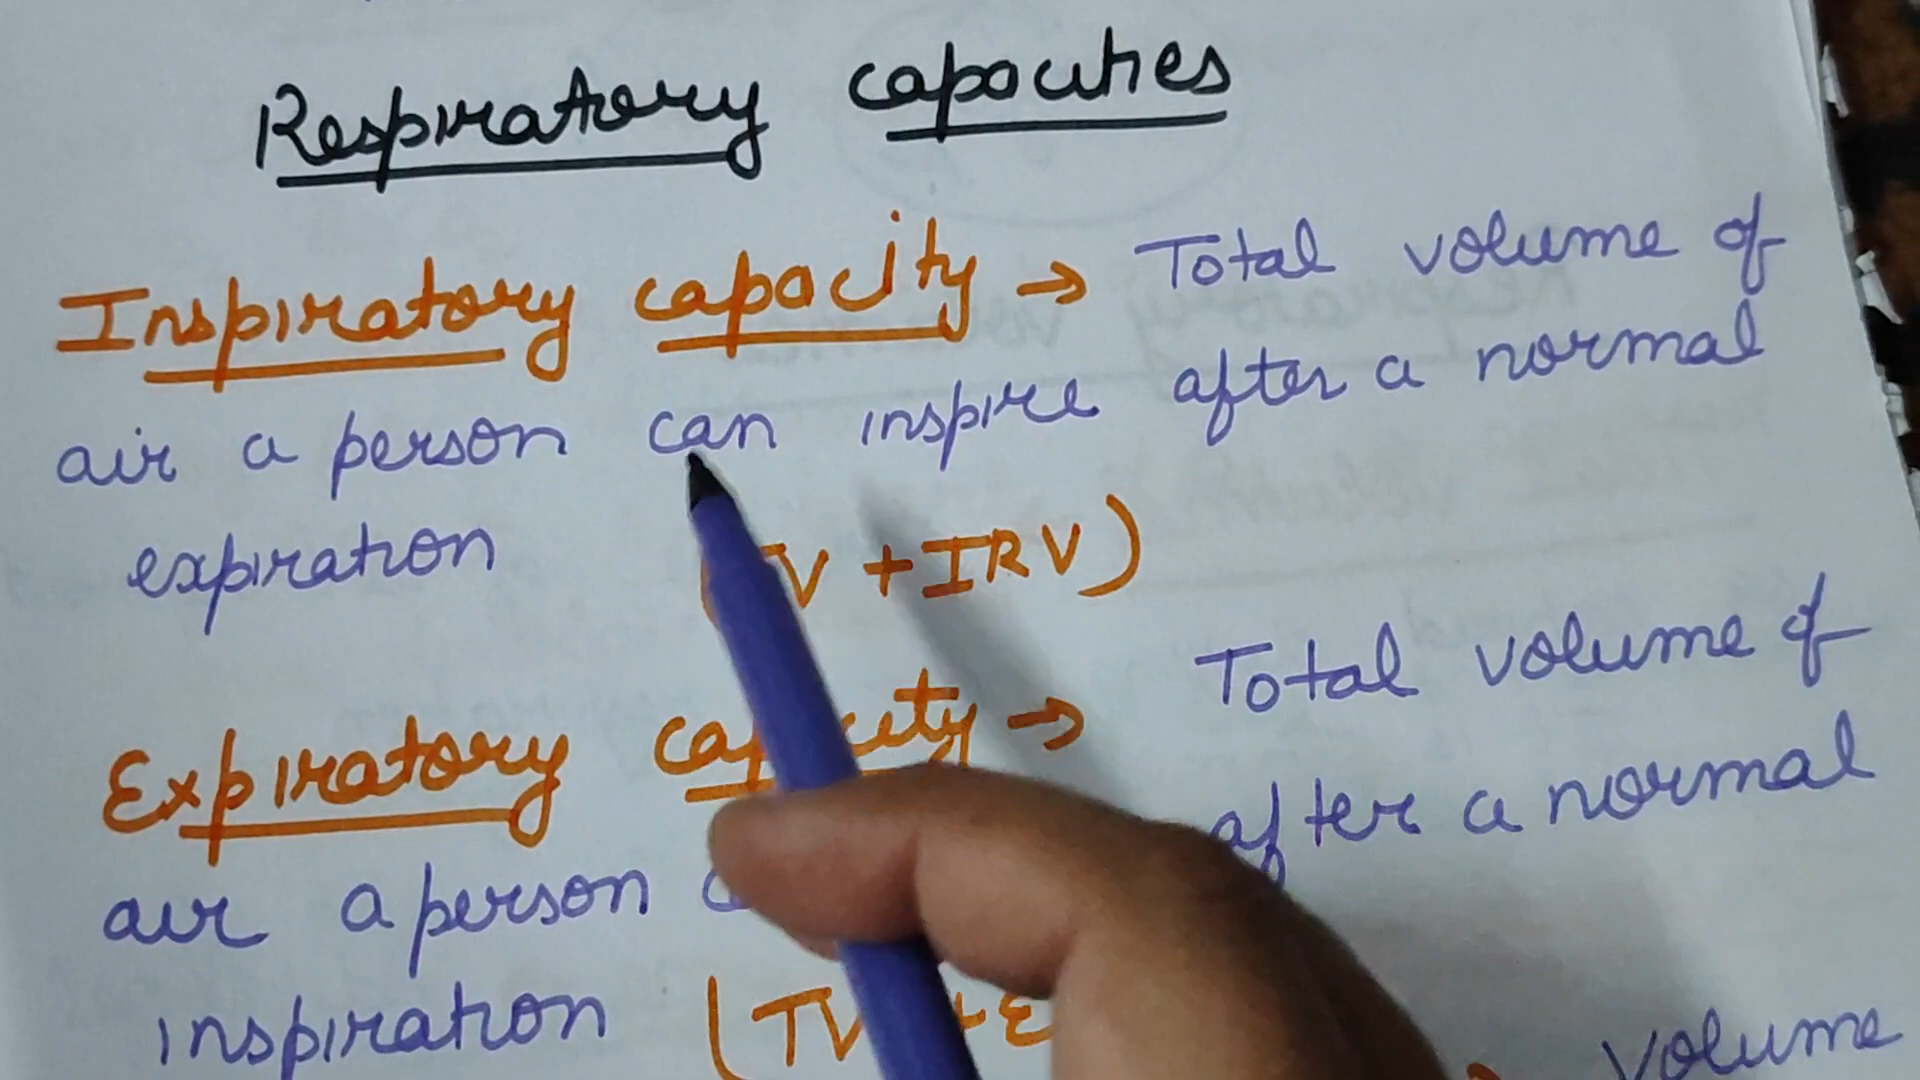 Respiratory capacities
Inspiratory capacity → Total volume of
air a person can inspire after a normal
expiration V + IRV)
Expiratory → Total volume of
air a person after a normal
inspiration (TV + E
volume